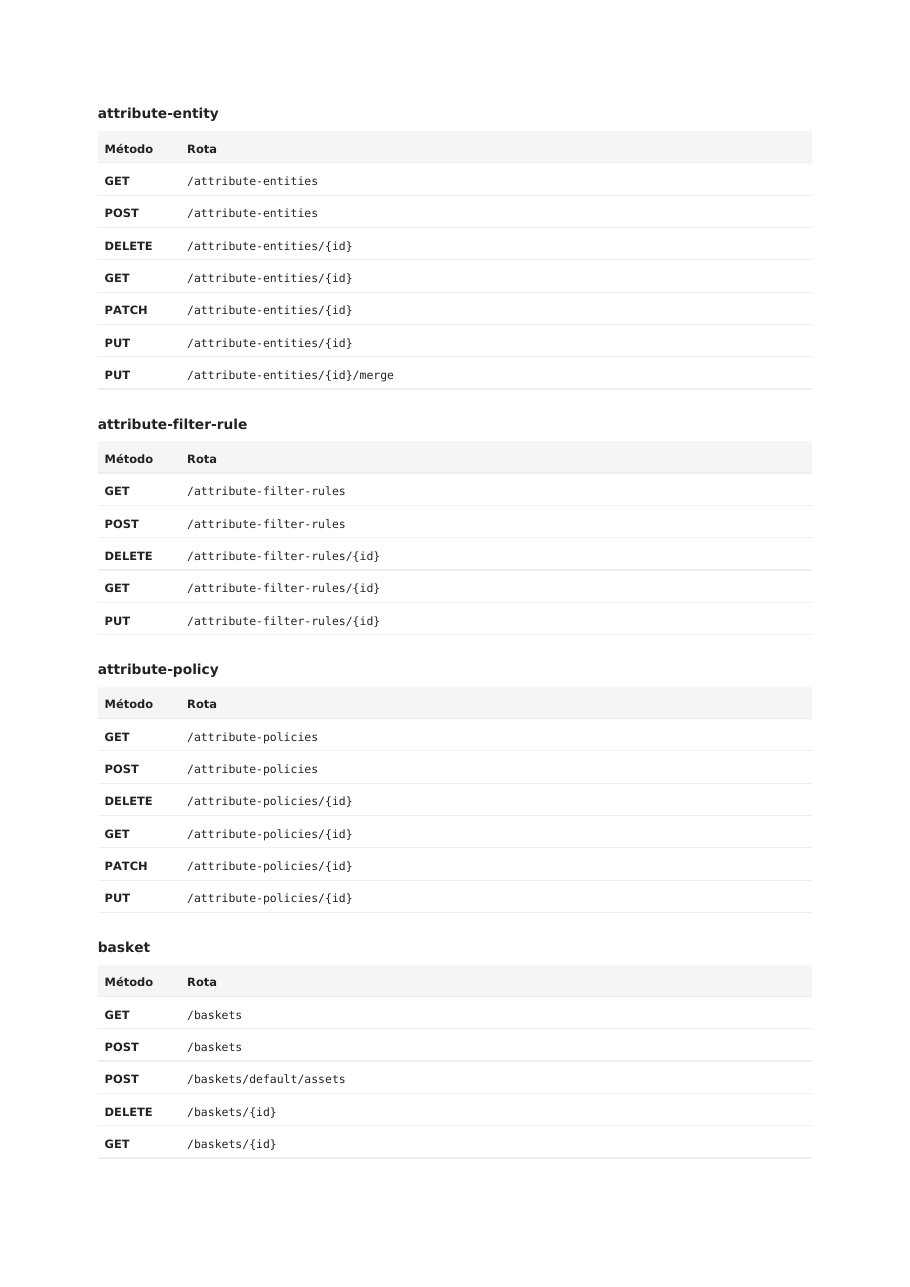 attribute-entity
Método Rota
GET /attribute-entities
POST /attribute-entities
DELETE /attribute-entities/{id}
GET /attribute-entities/{id}
PATCH /attribute-entities/{id}
PUT /attribute-entities/{id}
PUT /attribute-entities/{id}/merge
attribute-filter-rule
Método Rota
GET /attribute-filter-rules
POST /attribute-filter-rules
DELETE /attribute-filter-rules/{id}
GET /attribute-filter-rules/{id}
PUT /attribute-filter-rules/{id}
attribute-policy
Método Rota
GET /attribute-policies
POST /attribute-policies
DELETE /attribute-policies/{id}
GET /attribute-policies/{id}
PATCH /attribute-policies/{id}
PUT /attribute-policies/{id}
basket
Método Rota
GET /baskets
POST /baskets
POST /baskets/default/assets
DELETE /baskets/{id}
GET /baskets/{id}